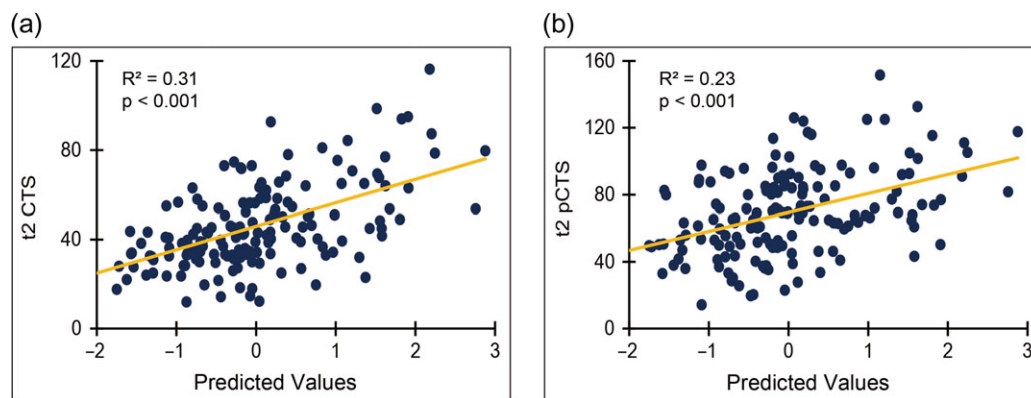 (a)
R² = 0.31
p < 0.001
120
80
40
0
t2 CTS
−2
−1
0
1
2
3
Predicted Values
(b)
R² = 0.23
p < 0.001
160
120
80
40
0
t2 pCTS
−2
−1
0
1
2
3
Predicted Values